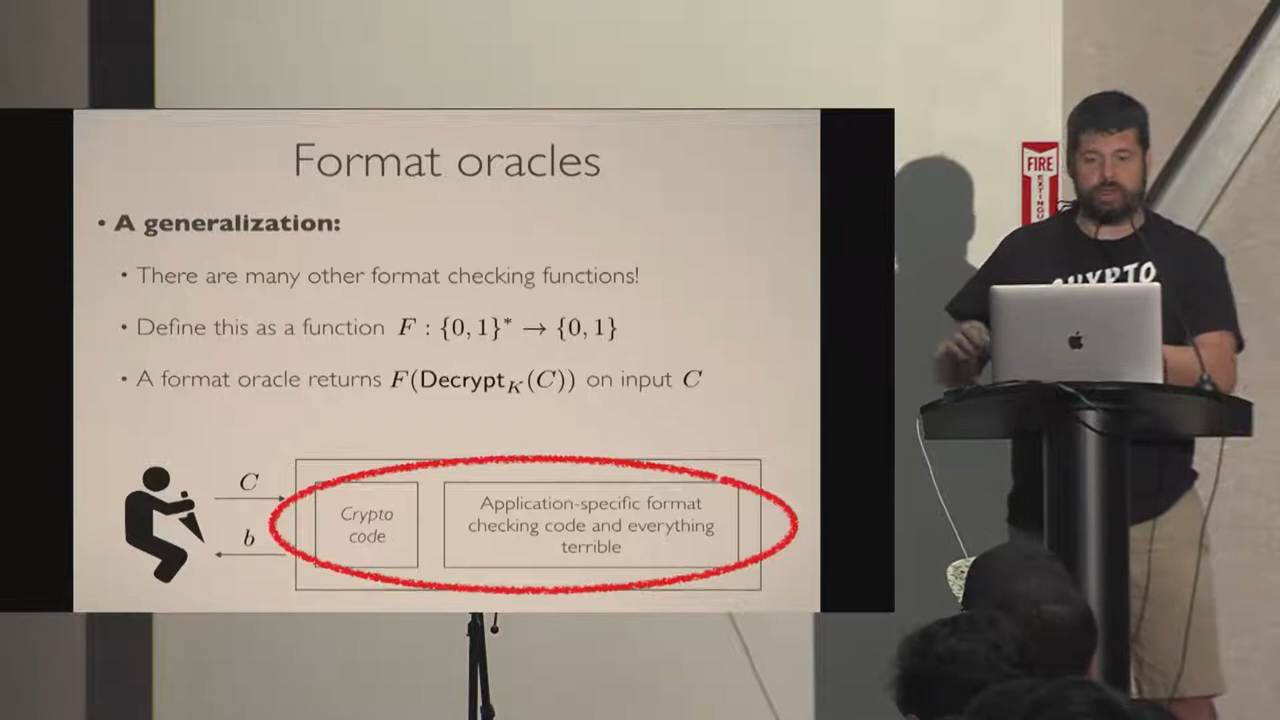 Format oracles
• A generalization:
• There are many other format checking functions!
• Define this as a function F : {0, 1}* → {0, 1}
• A format oracle returns F(Decrypt_K(C)) on input C
C
b
Crypto
code
Application-specific format
checking code and everything
terrible
FIRE
EXTINGU
CRYPTO